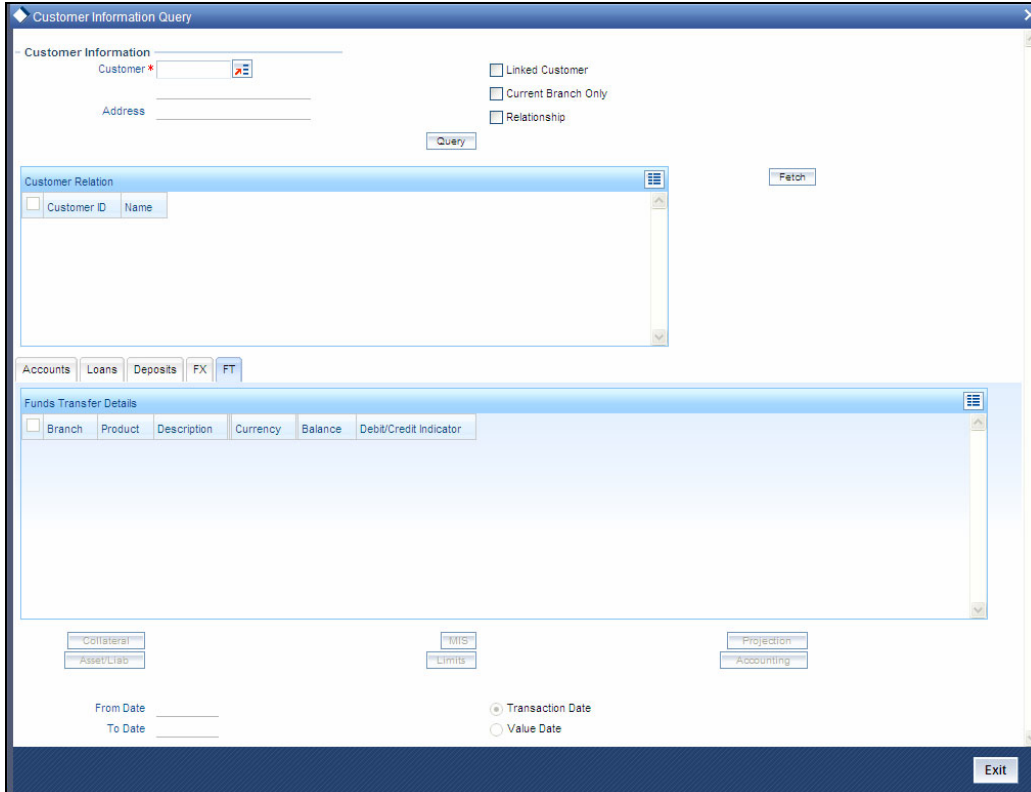 Customer Information Query
Customer Information
Customer *
Address
Linked Customer
Current Branch Only
Relationship
Query
Customer Relation
Fetch
Customer ID Name
Accounts Loans Deposits FX FT
Funds Transfer Details
Branch Product Description Currency Balance Debit/Credit Indicator
Collateral MIS Projection
Asset/Liab Limits Accounting
From Date
To Date
Transaction Date
Value Date
Exit